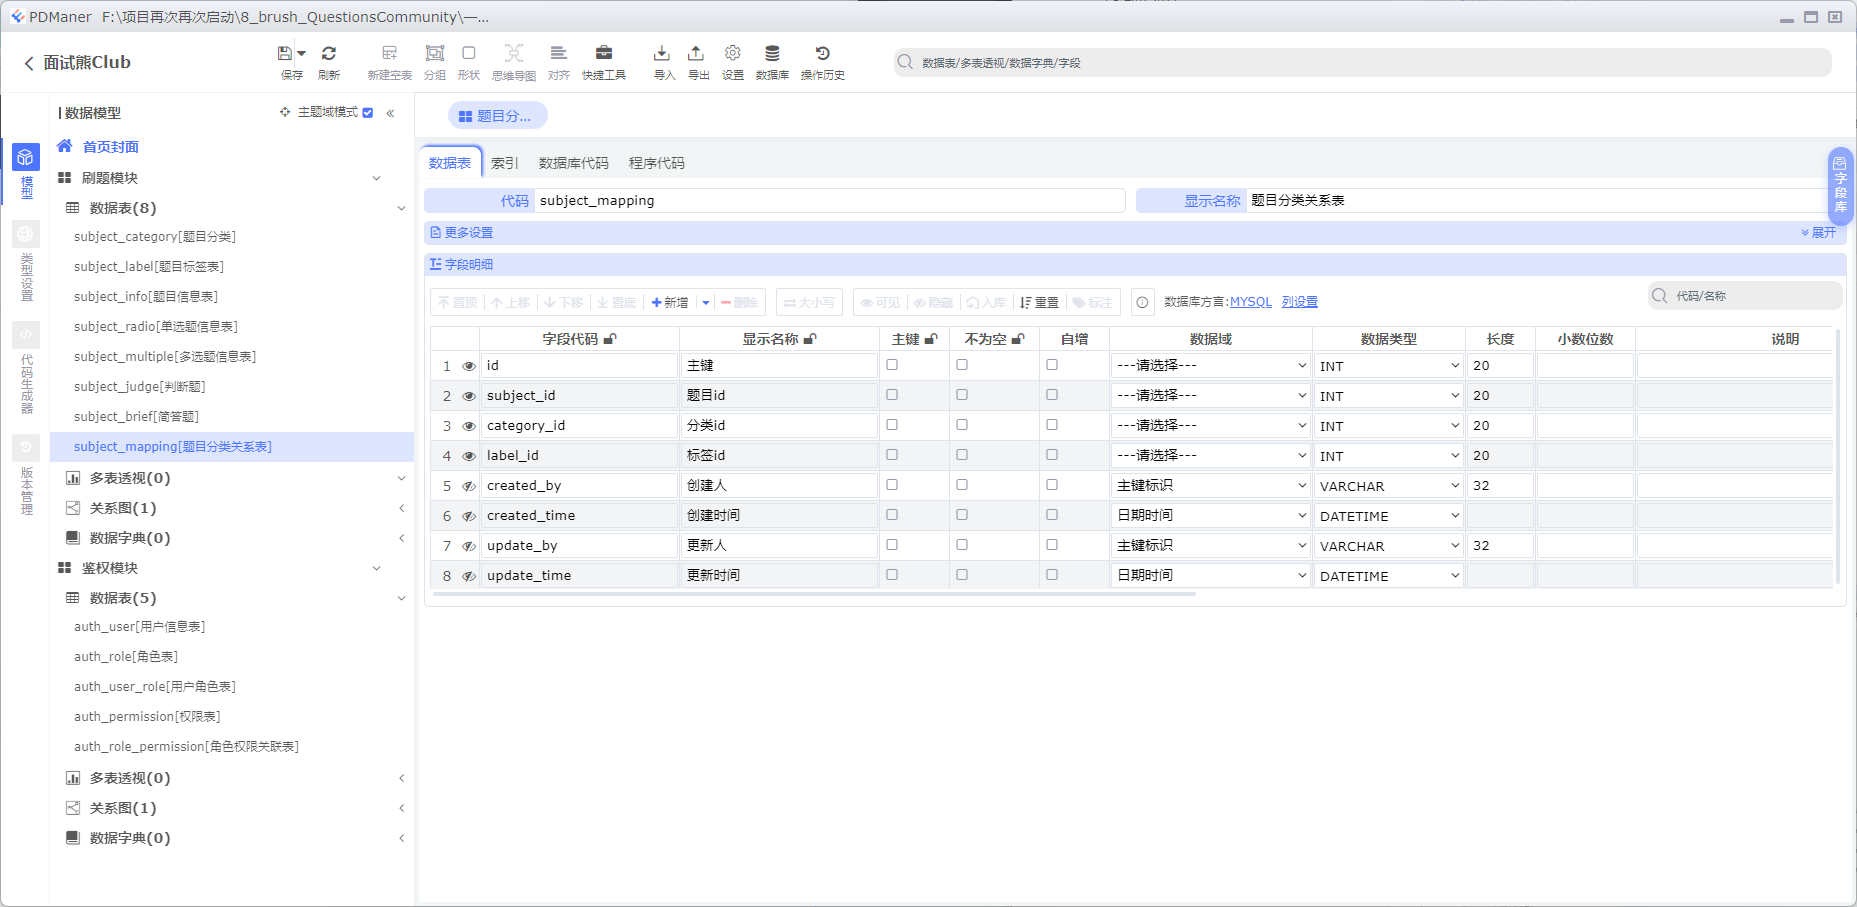 PDManer F:\项目再次再次启动\8_brush_QuestionsCommunity\—...
面试熊Club
保存
刷新
新建空表
分组
形状
思维导图
对齐
快捷工具
导入
导出
设置
数据库
操作历史
数据表/多表透视/数据字典/字段
模型
类型设置
代码生成器
版本管理
数据模型
主题域模式
首页封面
刷题模块
数据表(8)
subject_category[题目分类]
subject_label[题目标签表]
subject_info[题目信息表]
subject_radio[单选题信息表]
subject_multiple[多选题信息表]
subject_judge[判断题]
subject_brief[简答题]
subject_mapping[题目分类关系表]
多表透视(0)
关系图(1)
数据字典(0)
鉴权模块
数据表(5)
auth_user[用户信息表]
auth_role[角色表]
auth_user_role[用户角色表]
auth_permission[权限表]
auth_role_permission[角色权限关联表]
多表透视(0)
关系图(1)
数据字典(0)
题目分...
数据表 索引 数据库代码 程序代码
代码 subject_mapping 显示名称 题目分类关系表
更多设置 展开
字段库
字段明细
置顶 上移 下移 置底 新增 删除 大小写 可见 隐藏 入库 重置 标注 数据库方言:MYSQL 列设置 代码/名称
字段代码 显示名称 主键 不为空 自增 数据域 数据类型 长度 小数位数 说明
1 id 主键 ---请选择--- INT 20
2 subject_id 题目id ---请选择--- INT 20
3 category_id 分类id ---请选择--- INT 20
4 label_id 标签id ---请选择--- INT 20
5 created_by 创建人 主键标识 VARCHAR 32
6 created_time 创建时间 日期时间 DATETIME
7 update_by 更新人 主键标识 VARCHAR 32
8 update_time 更新时间 日期时间 DATETIME